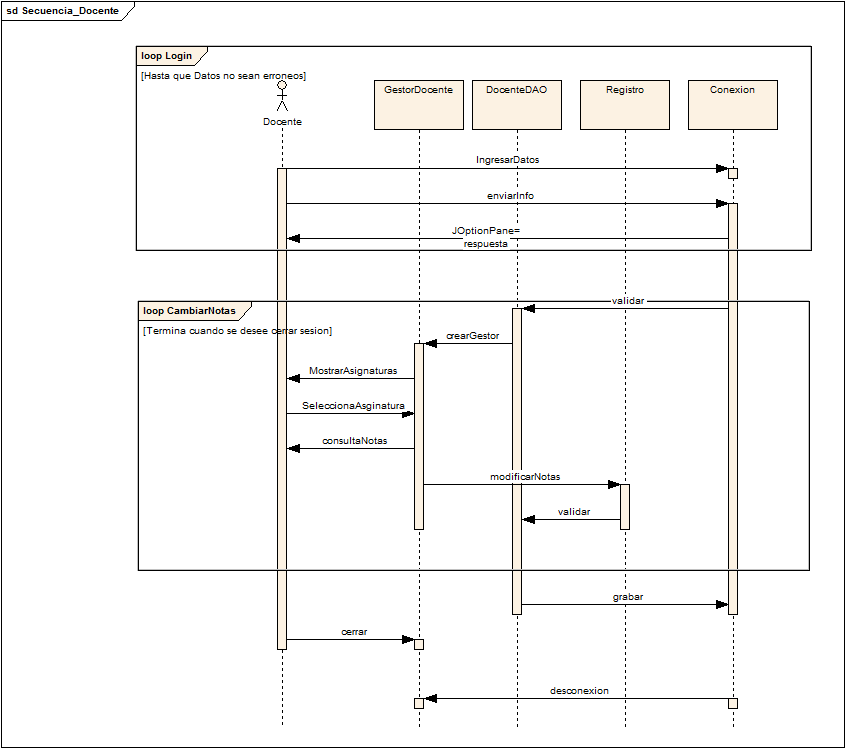 sd Secuencia_Docente
loop Login
[Hasta que Datos no sean erroneos]
Docente
GestorDocente
DocenteDAO
Registro
Conexion
IngresarDatos
enviarInfo
JOptionPane=
respuesta
validar
loop CambiarNotas
[Termina cuando se desee cerrar sesion]
crearGestor
MostrarAsignaturas
SeleccionaAsginatura
consultaNotas
modificarNotas
validar
grabar
cerrar
desconexion